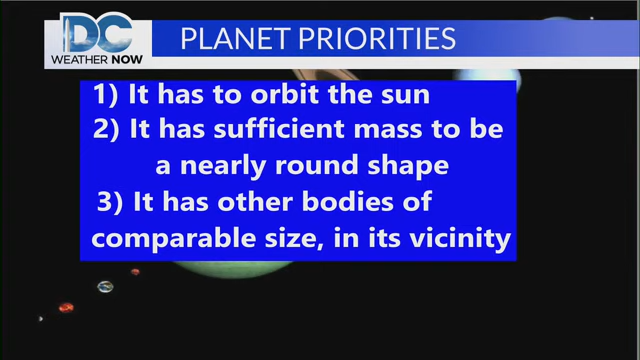 DC
WEATHER NOW
PLANET PRIORITIES
1) It has to orbit the sun
2) It has sufficient mass to be
a nearly round shape
3) It has other bodies of
comparable size, in its vicinity